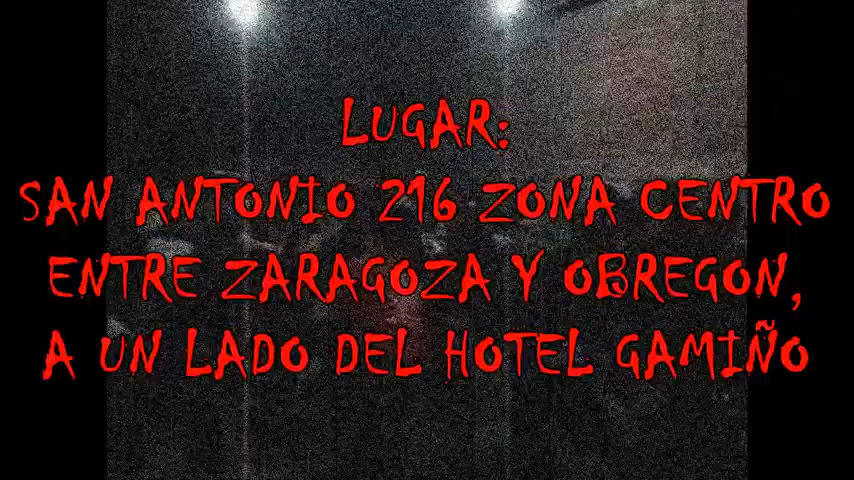 LUGAR:
SAN ANTONIO 216 ZONA CENTRO
ENTRE ZARAGOZA Y OBREGON,
A UN LADO DEL HOTEL GAMIÑO